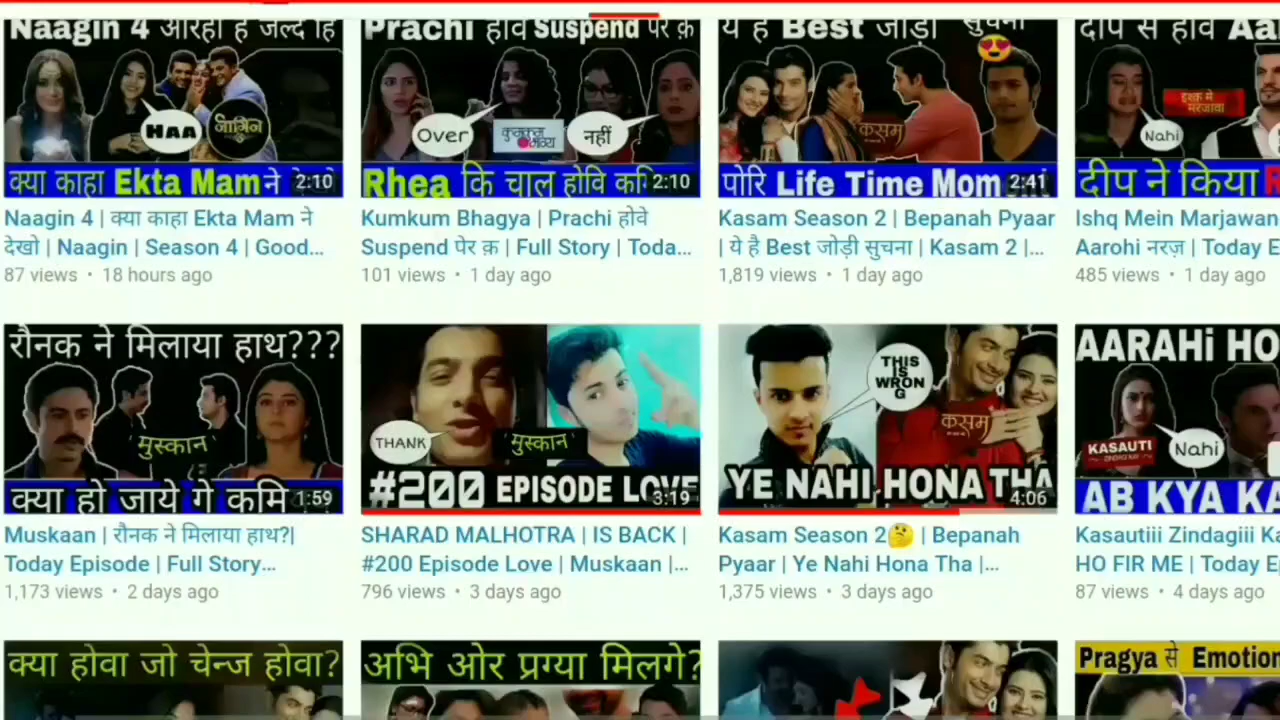 Naagin 4 आरही है जल्द हि
HAA
नागिन
क्या काहा Ekta Mam ने
2:10
Naagin 4 | क्या काहा Ekta Mam ने
देखो | Naagin | Season 4 | Good...
87 views • 18 hours ago
Prachi होवे Suspend पेर क़
Over
नहीं
Rhea कि चाल होवि
2:10
Kumkum Bhagya | Prachi होवे
Suspend पेर क़ | Full Story | Toda...
101 views • 1 day ago
ये है Best जोड़ी सुचना
कसम
पोरि Life Time Mom
2:41
Kasam Season 2 | Bepanah Pyaar
| ये है Best जोड़ी सुचना | Kasam 2 |...
1,819 views • 1 day ago
दीप से होवे Aa
इश्क़ में
मरजावां
Nahi
दीप ने किया
Ishq Mein Marjawan
Aarohi नरज़ | Today E
485 views • 1 day ago
रौनक ने मिलाया हाथ???
मुस्कान
क्या हो जाये गे कमि
1:59
Muskaan | रौनक ने मिलाया हाथ?|
Today Episode | Full Story...
1,173 views • 2 days ago
THANK
मुस्कान
#200 EPISODE LOVE
3:19
SHARAD MALHOTRA | IS BACK |
#200 Episode Love | Muskaan |...
796 views • 3 days ago
THIS
IS
WRON
G
कसम
YE NAHI HONA THA
4:06
Kasam Season 2🤔 | Bepanah
Pyaar | Ye Nahi Hona Tha |...
1,375 views • 3 days ago
AARAHi HO
KASAUTI
Nahi
AB KYA KA
Kasautiii Zindagiii Ka
HO FIR ME | Today E
87 views • 4 days ago
क्या होवा जो चेन्ज होवा?
अभि ओर प्रग्या मिलगे?
Pragya से Emotion